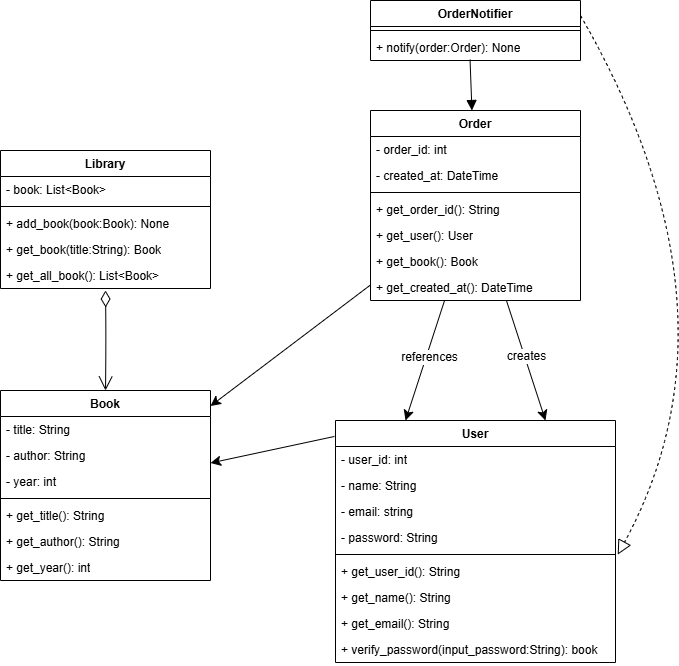 OrderNotifier
+ notify(order:Order): None
Order
- order_id: int
- created_at: DateTime
+ get_order_id(): String
+ get_user(): User
+ get_book(): Book
+ get_created_at(): DateTime
Library
- book: List<Book>
+ add_book(book:Book): None
+ get_book(title:String): Book
+ get_all_book(): List<Book>
references
creates
Book
- title: String
- author: String
- year: int
+ get_title(): String
+ get_author(): String
+ get_year(): int
User
- user_id: int
- name: String
- email: string
- password: String
+ get_user_id(): String
+ get_name(): String
+ get_email(): String
+ verify_password(input_password:String): book